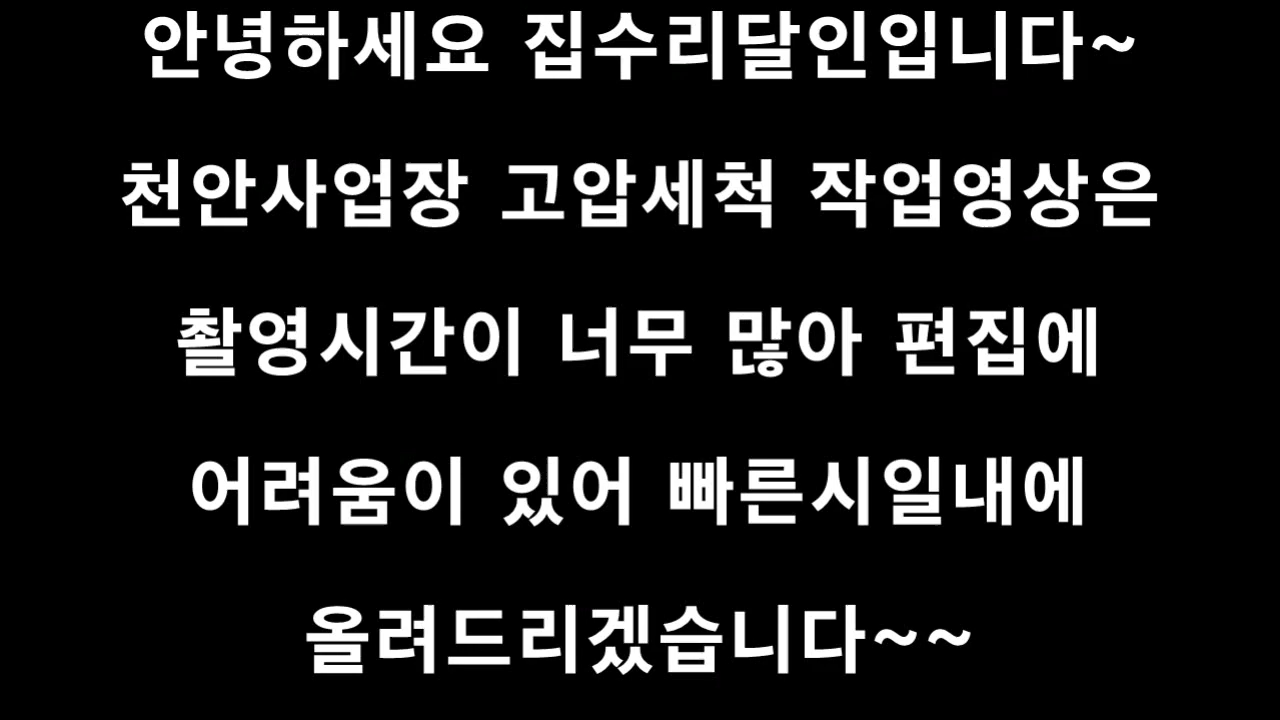 안녕하세요 집수리달인입니다~
천안사업장 고압세척 작업영상은
촬영시간이 너무 많아 편집에
어려움이 있어 빠른시일내에
올려드리겠습니다~~